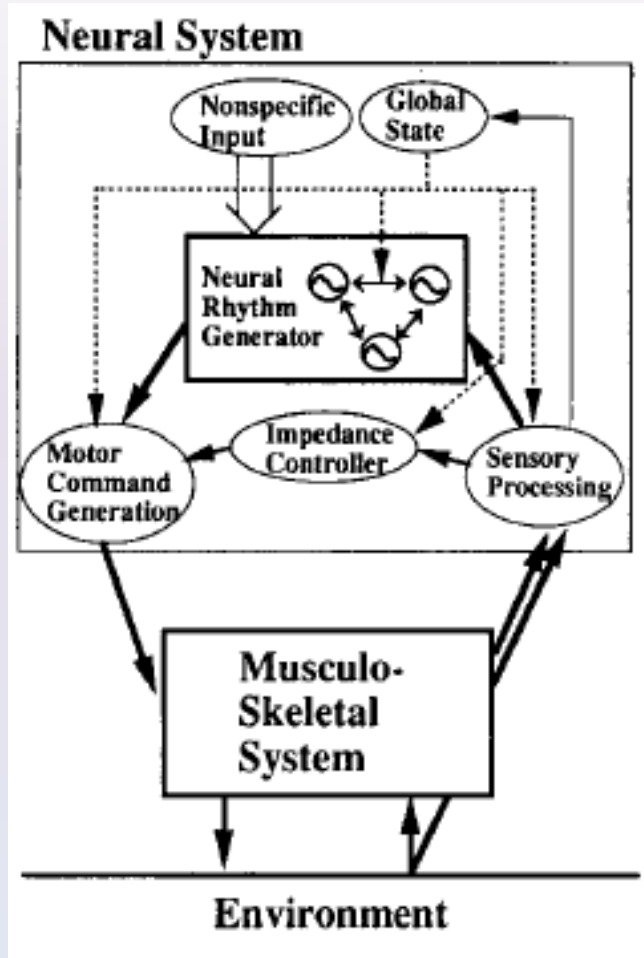 Neural System
Nonspecific
Input
Global
State
Neural
Rhythm
Generator
Motor
Command
Generation
Impedance
Controller
Sensory
Processing
Musculo-
Skeletal
System
Environment